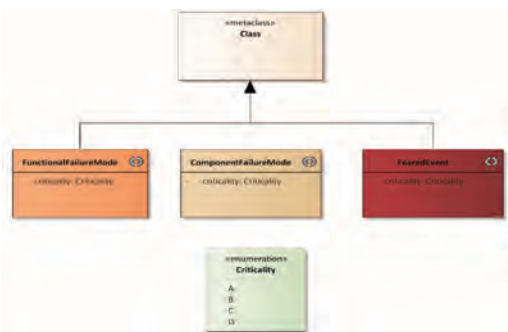 «metaclass»
Class
FunctionalFailureMode
criticality: Criticality
ComponentFailureMode
criticality: Criticality
FearedEvent
criticality: Criticality
«enumeration»
Criticality
A
B
C
D